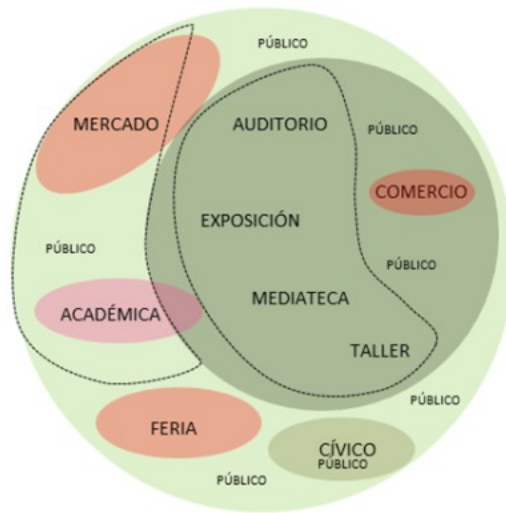 PÚBLICO
MERCADO
AUDITORIO
PÚBLICO
COMERCIO
EXPOSICIÓN
PÚBLICO
PÚBLICO
MEDIATECA
ACADÉMICA
TALLER
PÚBLICO
FERIA
CÍVICO
PÚBLICO
PÚBLICO